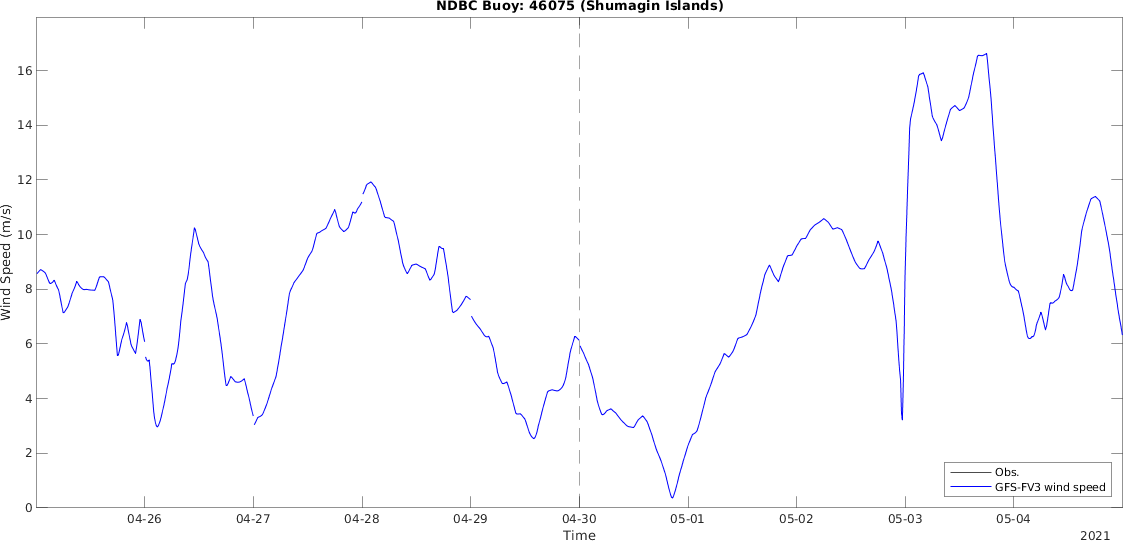 NDBC Buoy: 46075 (Shumagin Islands)
Wind Speed (m/s)
16
14
12
10
8
6
4
2
0
Obs.
GFS-FV3 wind speed
04-26 04-27 04-28 04-29 04-30 05-01 05-02 05-03 05-04
Time
2021